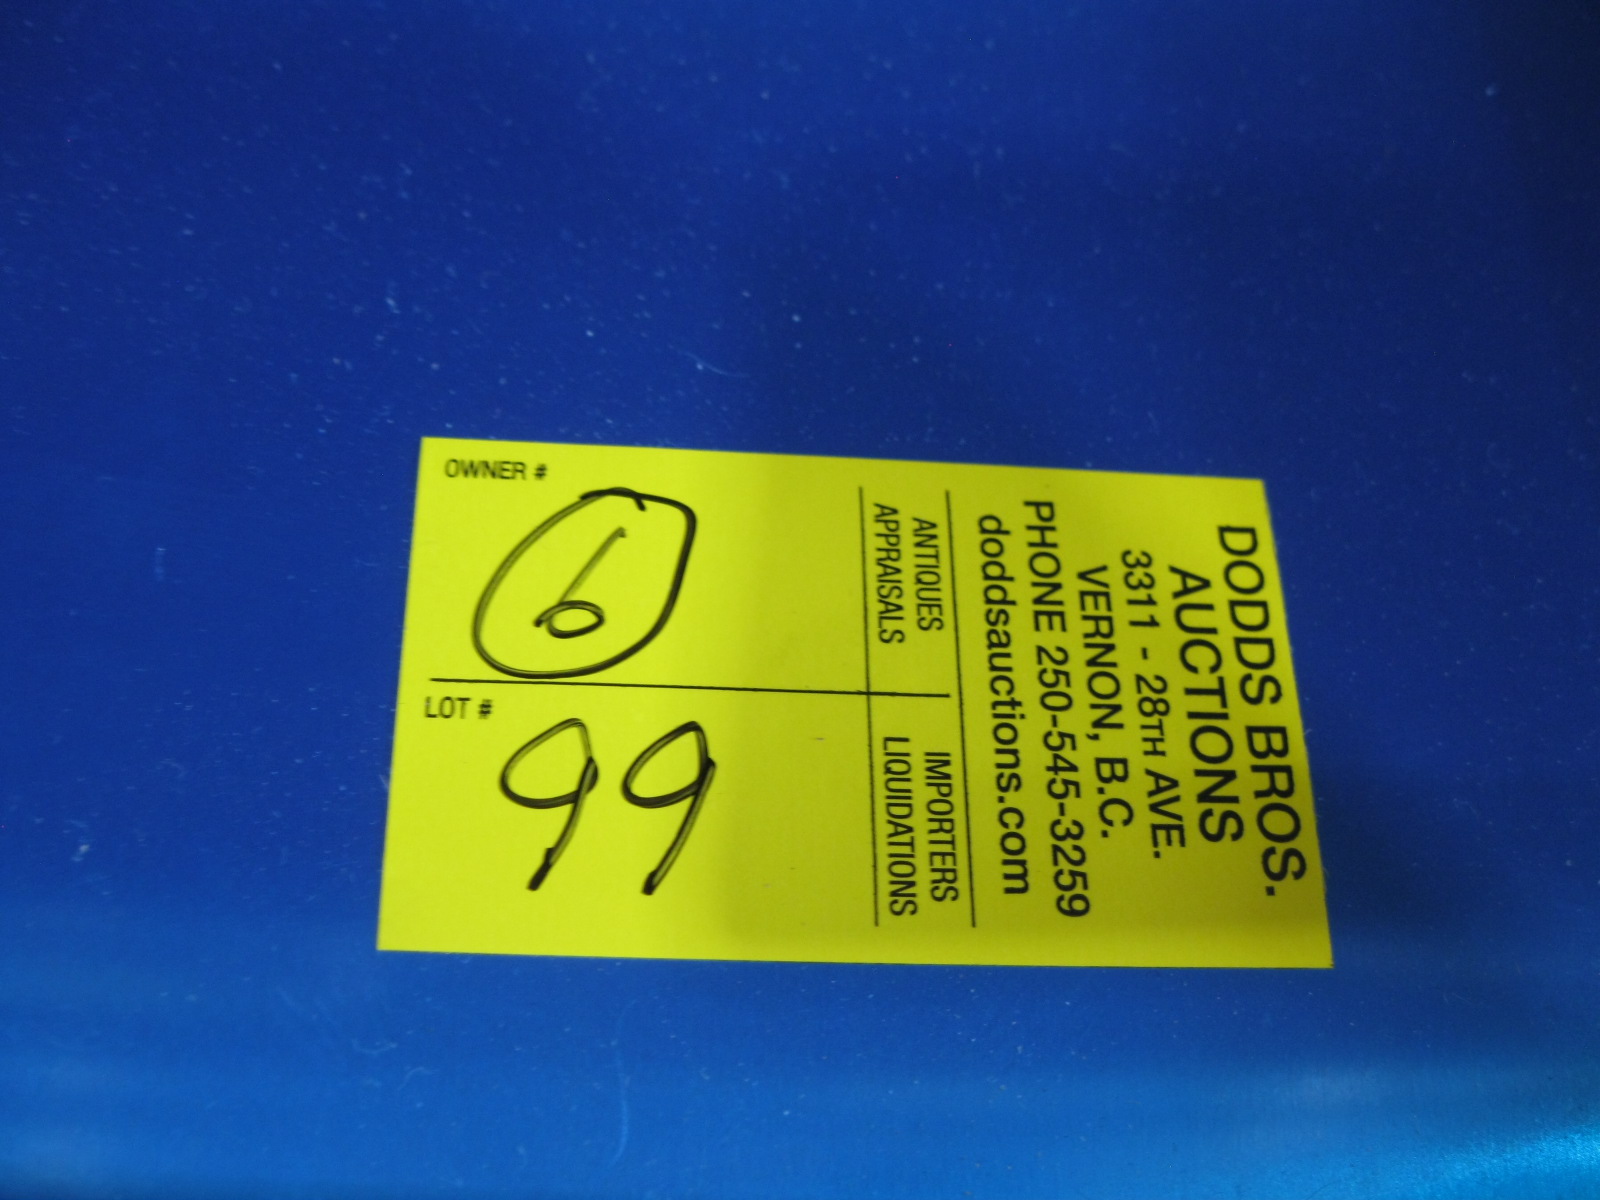 DODDS BROS.
AUCTIONS
3311 - 28TH AVE.
VERNON, B.C.
PHONE 250-545-3259
doddsauctions.com
ANTIQUES
APPRAISALS
IMPORTERS
LIQUIDATIONS
OWNER #
6
LOT #
99